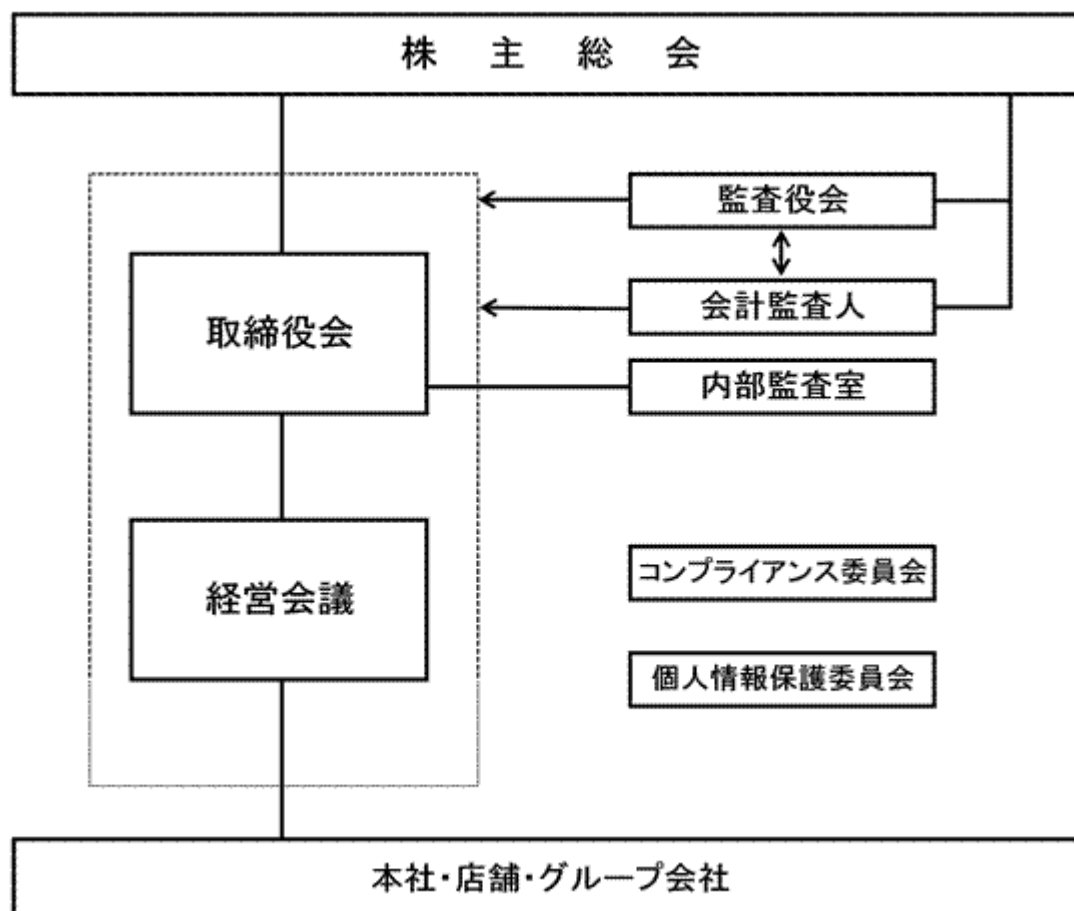 株主総会
監査役会
会計監査人
取締役会
内部監査室
コンプライアンス委員会
経営会議
個人情報保護委員会
本社・店舗・グループ会社